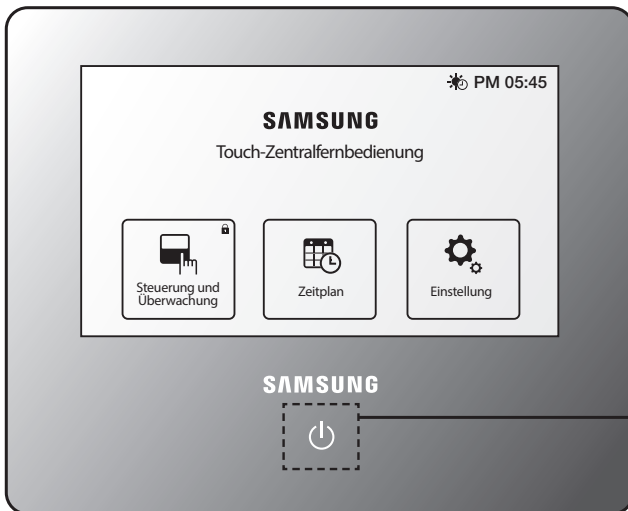 PM 05:45
SAMSUNG
Touch-Zentralfernbedienung
Steuerung und
Überwachung
Zeitplan
Einstellung
SAMSUNG